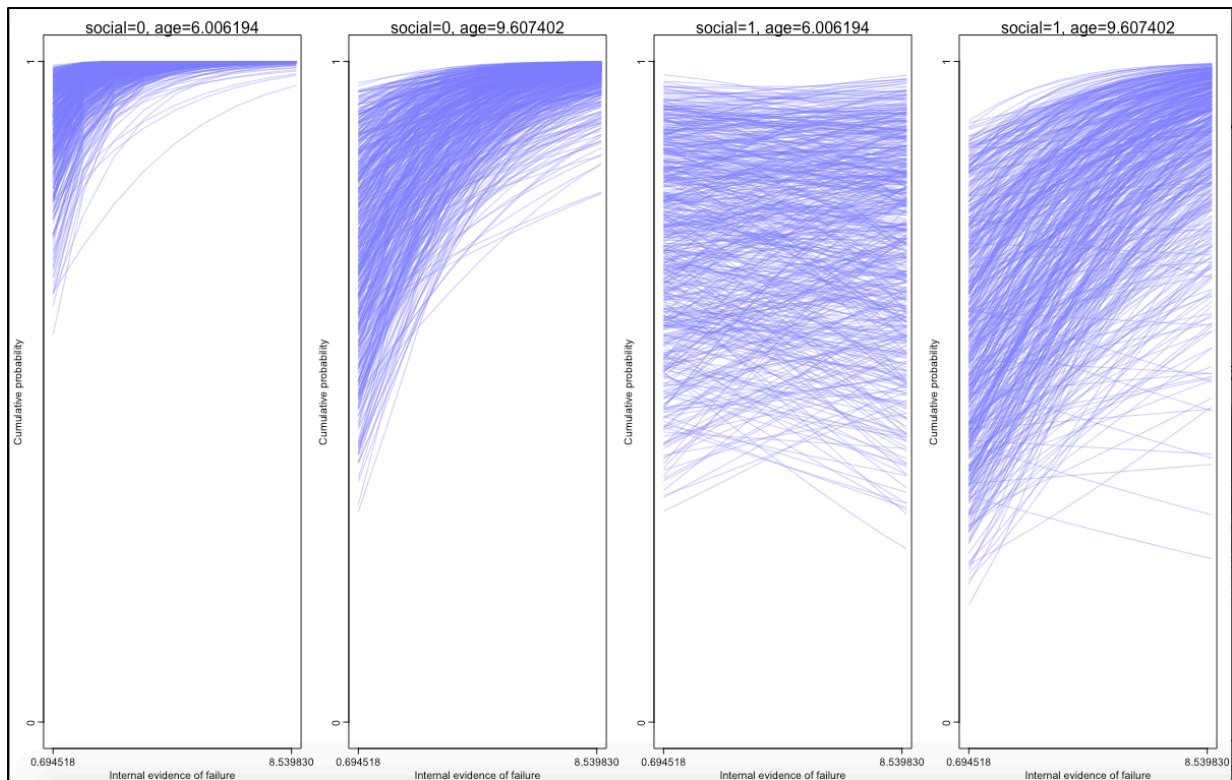 social=0, age=6.006194
1
Cumulative probability
0
0.694518
8.539830
Internal evidence of failure
social=0, age=9.607402
1
Cumulative probability
0
0.694518
8.539830
Internal evidence of failure
social=1, age=6.006194
1
Cumulative probability
0
0.694518
8.539830
Internal evidence of failure
social=1, age=9.607402
1
Cumulative probability
0
0.694518
8.539830
Internal evidence of failure